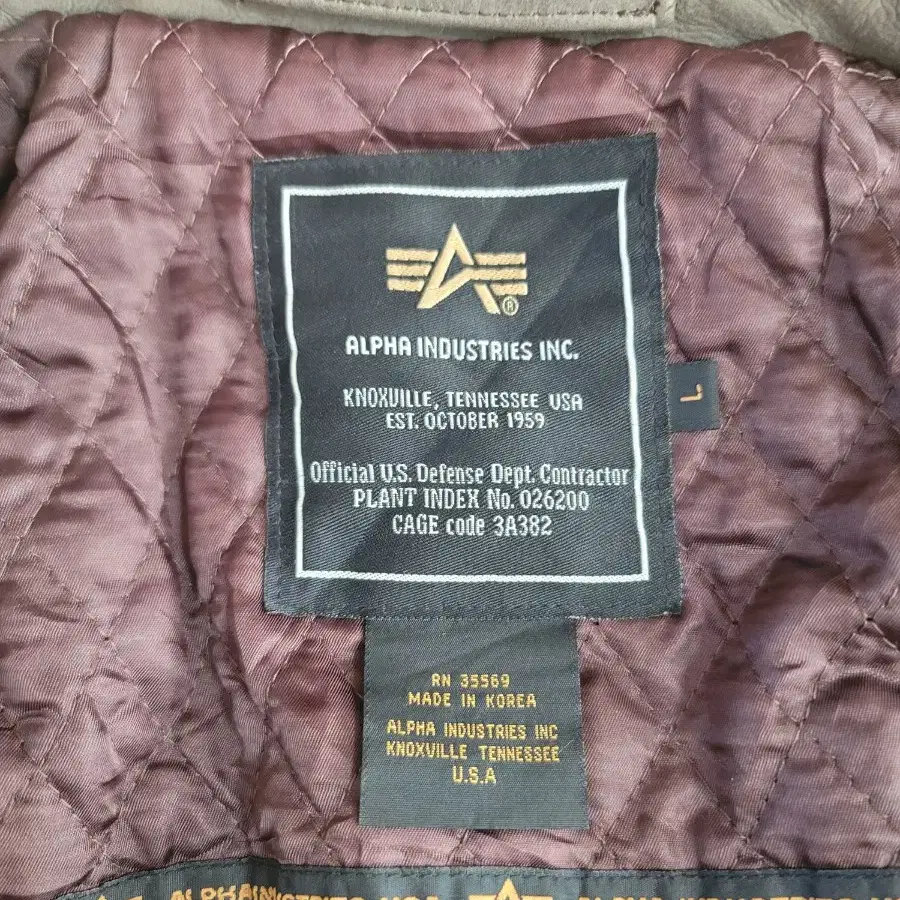 ®
ALPHA INDUSTRIES INC.
KNOXVILLE, TENNESSEE USA
EST. OCTOBER 1959
L
Official U.S. Defense Dept. Contractor
PLANT INDEX No. 026200
CAGE code 3A382
RN 35569
MADE IN KOREA
ALPHA INDUSTRIES INC
KNOXVILLE TENNESSEE
U.S.A